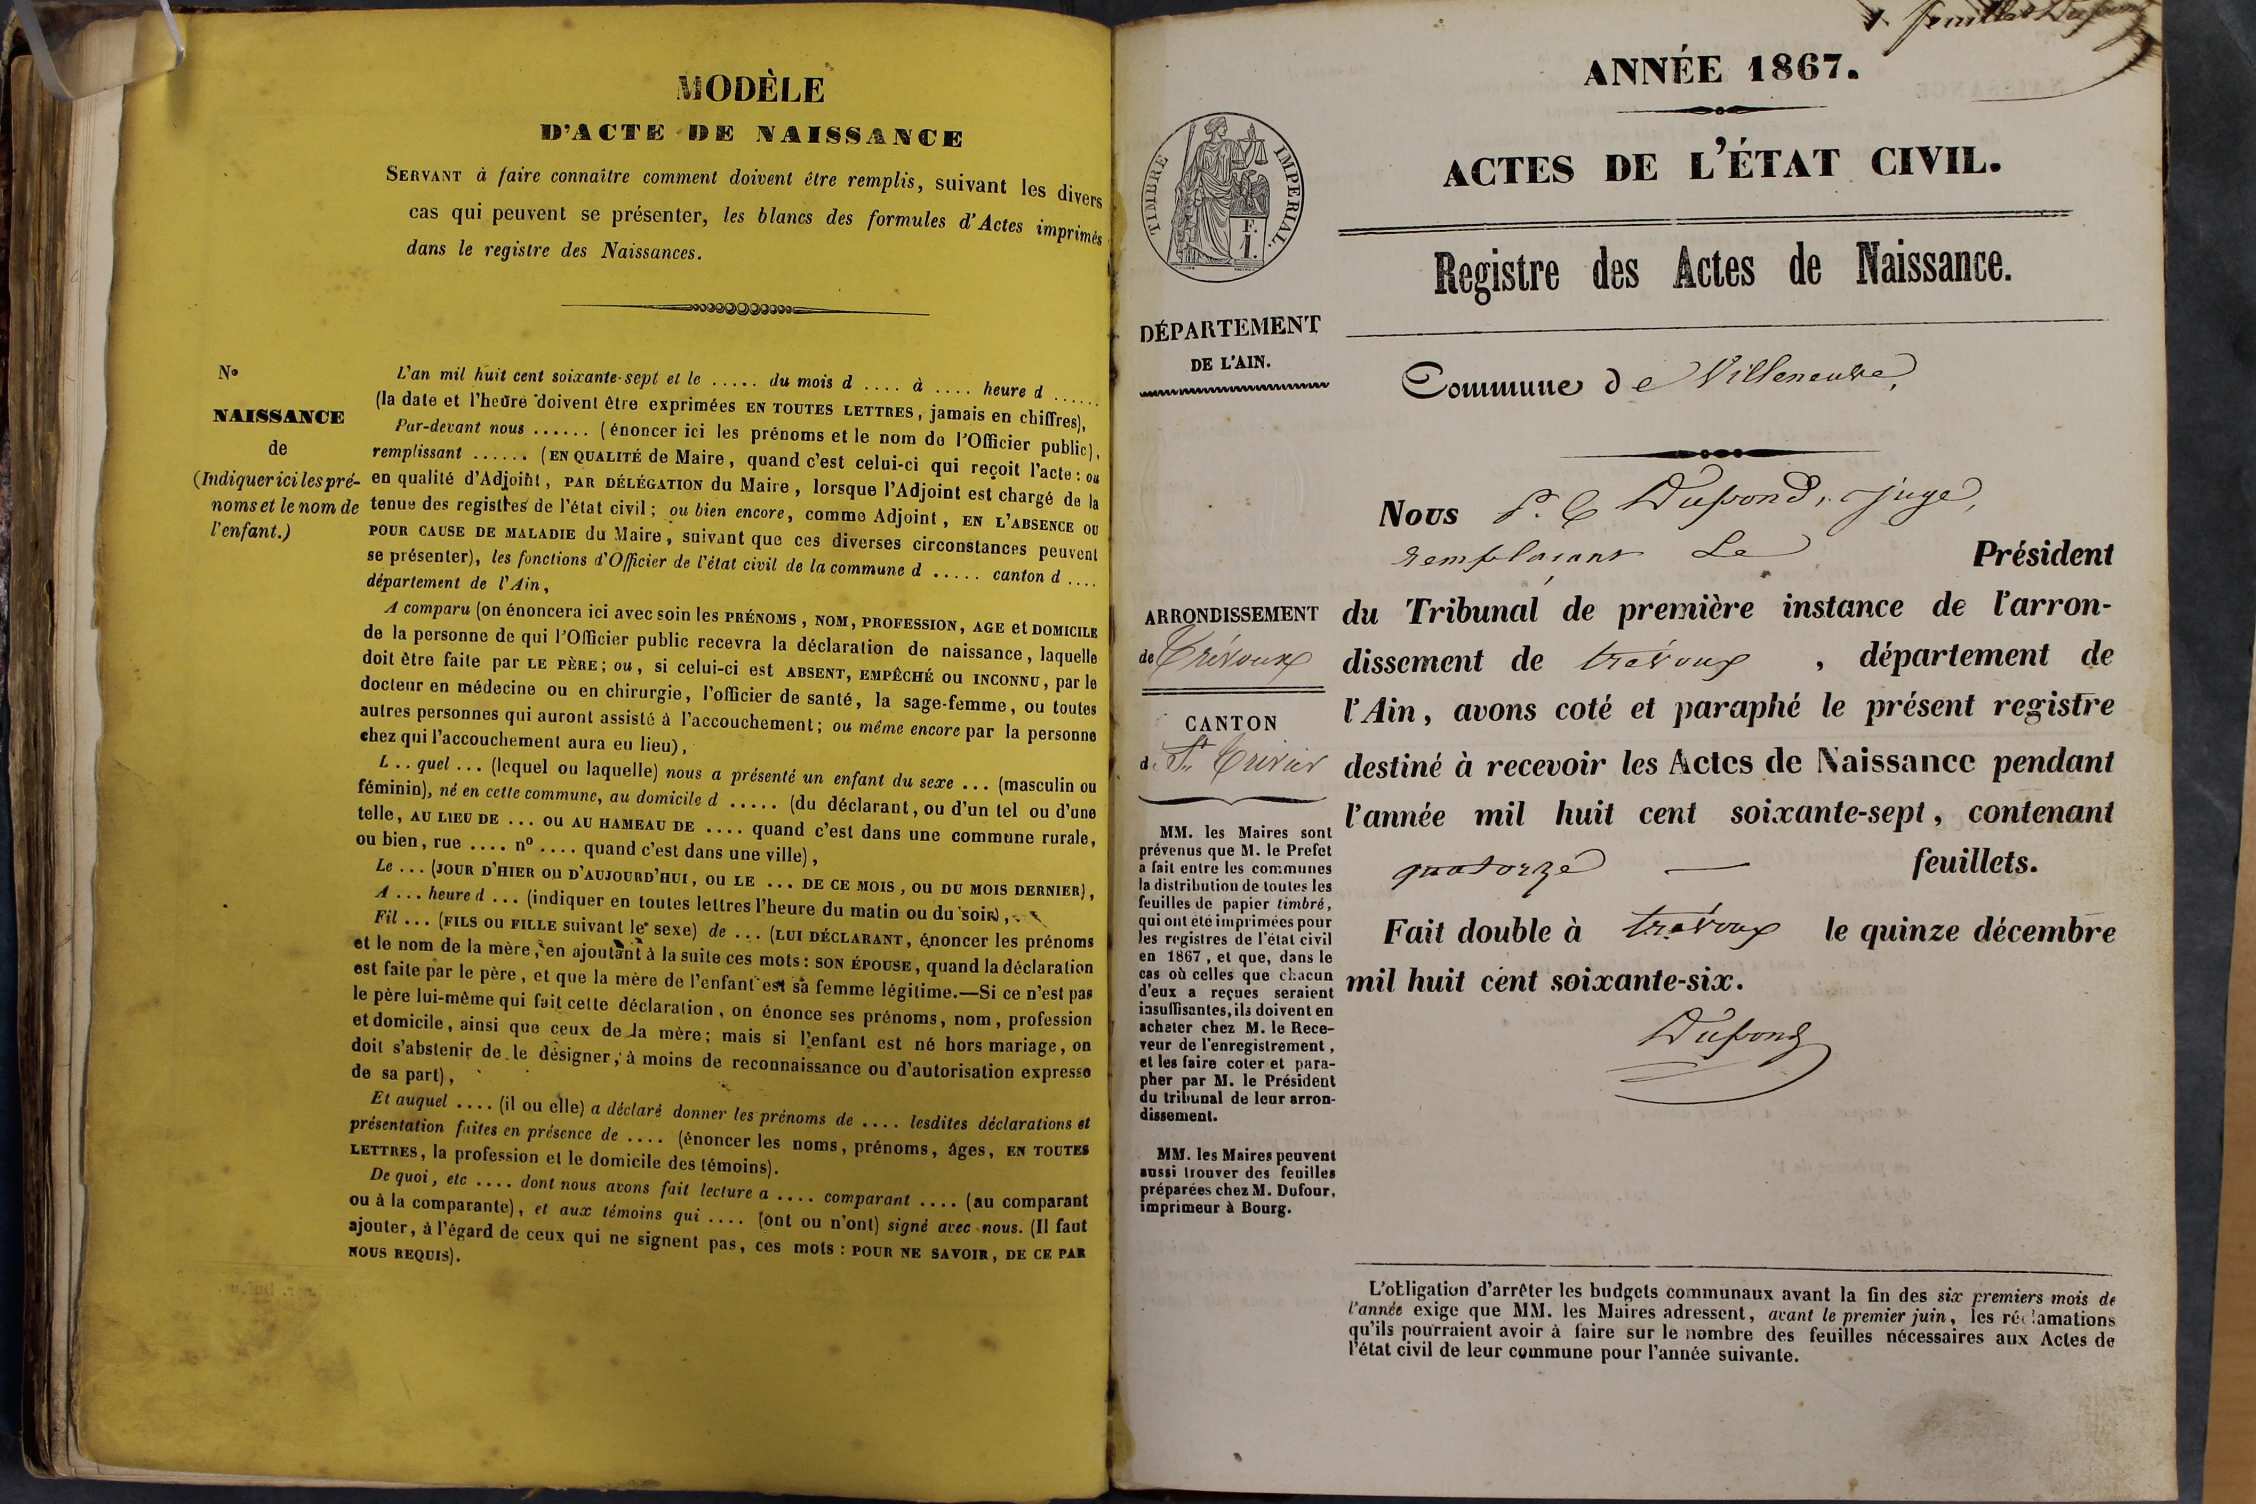 MODÈLE
D'ACTE DE NAISSANCE
SERVANT à faire connaître comment doivent être remplis, suivant les divers
cas qui peuvent se présenter, les blancs des formules d'Actes imprimés
dans le registre des Naissances.
No
NAISSANCE
de
(Indiquer ici les pré-
noms et le nom de
l'enfant.)
L'an mil huit cent soixante-sept et le ..... du mois d .... à .... heure d ......
(la date et l'heure doivent être exprimées EN TOUTES LETTRES, jamais en chiffres),
Par-devant nous ...... (énoncer ici les prénoms et le nom de l'Officier public),
remplissant ...... (EN QUALITÉ de Maire, quand c'est celui-ci qui reçoit l'acte: ou
en qualité d'Adjoint, PAR DÉLÉGATION du Maire, lorsque l'Adjoint est chargé de la
tenue des registres de l'état civil; ou bien encore, comme Adjoint, EN L'ABSENCE OU
POUR CAUSE DE MALADIE du Maire, suivant que ces diverses circonstances peuvent
se présenter), les fonctions d'Officier de l'état civil de la commune d ..... canton d ....
département de l'Ain,
A comparu (on énoncera ici avec soin les PRÉNOMS, NOM, PROFESSION, AGE et DOMICILE
de la personne de qui l'Officier public recevra la déclaration de naissance, laquelle
doit être faite par LE PÈRE; ou, si celui-ci est ABSENT, EMPÊCHÉ OU INCONNU, par le
docteur en médecine ou en chirurgie, l'officier de santé, la sage-femme, ou toutes
autres personnes qui auront assisté à l'accouchement; ou même encore par la personne
chez qui l'accouchement aura eu lieu),
L .. quel ... (lequel ou laquelle) nous a présenté un enfant du sexe ... (masculin ou
féminin), né en cette commune, au domicile d ..... (du déclarant, ou d'un tel ou d'une
telle, AU LIEU DE ... OU AU HAMEAU DE .... quand c'est dans une commune rurale,
ou bien, rue .... no .... quand c'est dans une ville),
Le ... (JOUR D'HIER OU D'AUJOURD'HUI, OU LE ... DE CE MOIS, OU DU MOIS DERNIER),
A ... heure d ... (indiquer en toutes lettres l'heure du matin ou du soir),
Fil ... (FILS OU FILLE suivant le sexe) de ... (LUI DÉCLARANT, énoncer les prénoms
et le nom de la mère, en ajoutant à la suite ces mots: SON ÉPOUSE, quand la déclaration
est faite par le père, et que la mère de l'enfant est sa femme légitime.—Si ce n'est pas
le père lui-même qui fait cette déclaration, on énonce ses prénoms, nom, profession
et domicile, ainsi que ceux de la mère; mais si l'enfant est né hors mariage, on
doit s'abstenir de le désigner, à moins de reconnaissance ou d'autorisation expresse
de sa part),
Et auquel .... (il ou elle) a déclaré donner les prénoms de .... lesdites déclarations et
présentation faites en présence de .... (énoncer les noms, prénoms, âges, EN TOUTES
LETTRES, la profession et le domicile des témoins).
De quoi, etc .... dont nous avons fait lecture a .... comparant .... (au comparant
ou à la comparante), et aux témoins qui .... (ont ou n'ont) signé avec nous. (Il faut
ajouter, à l'égard de ceux qui ne signent pas, ces mots: POUR NE SAVOIR, DE CE PAR
NOUS REQUIS).
feuillet Dupond
ANNÉE 1867.
ACTES DE L'ÉTAT CIVIL.
TIMBRE IMPERIAL.
F.
1.
Registre des Actes de Naissance.
DÉPARTEMENT
DE L'AIN.
Commune de Villeneuve,
Nous P. C Dupond, juge,
remplaçant Le Président
du Tribunal de première instance de l'arron-
dissement de trévoux, département de
l'Ain, avons coté et paraphé le présent registre
destiné à recevoir les Actes de Naissance pendant
l'année mil huit cent soixante-sept, contenant
quatorze — feuillets.
Fait double à trévoux le quinze décembre
mil huit cent soixante-six.
Dupond
ARRONDISSEMENT
de Trévoux
CANTON
d St Trivier
MM. les Maires sont
prévenus que M. le Prefet
a fait entre les communes
la distribution de toutes les
feuilles de papier timbré,
qui ont été imprimées pour
les registres de l'état civil
en 1867, et que, dans le
cas où celles que chacun
d'eux a reçues seraient
insuffisantes, ils doivent en
acheter chez M. le Rece-
veur de l'enregistrement,
et les faire coter et para-
pher par M. le Président
du tribunal de leur arron-
dissement.
MM. les Maires peuvent
aussi trouver des feuilles
préparées chez M. Dufour,
imprimeur à Bourg.
L'obligation d'arrêter les budgets communaux avant la fin des six premiers mois de
l'année exige que MM. les Maires adressent, avant le premier juin, les réclamations
qu'ils pourraient avoir à faire sur le nombre des feuilles nécessaires aux Actes de
l'état civil de leur commune pour l'année suivante.